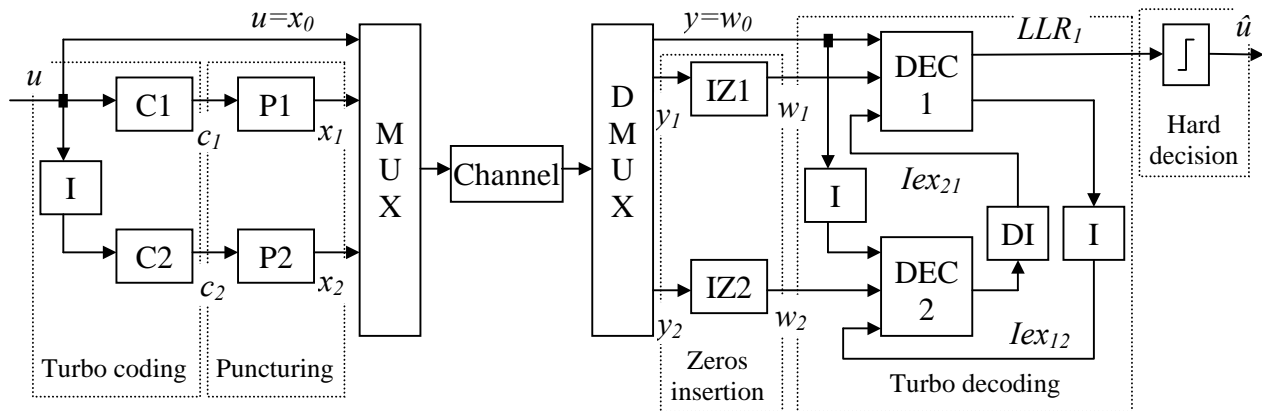 u
u=x0
C1
c1
P1
x1
I
C2
c2
P2
x2
Turbo coding
Puncturing
M
U
X
Channel
D
M
U
X
y=w0
y1
IZ1
w1
y2
IZ2
w2
Zeros
insertion
I
DEC
1
LLR1
Iex21
DI
I
DEC
2
Iex12
Turbo decoding
Hard
decision
û